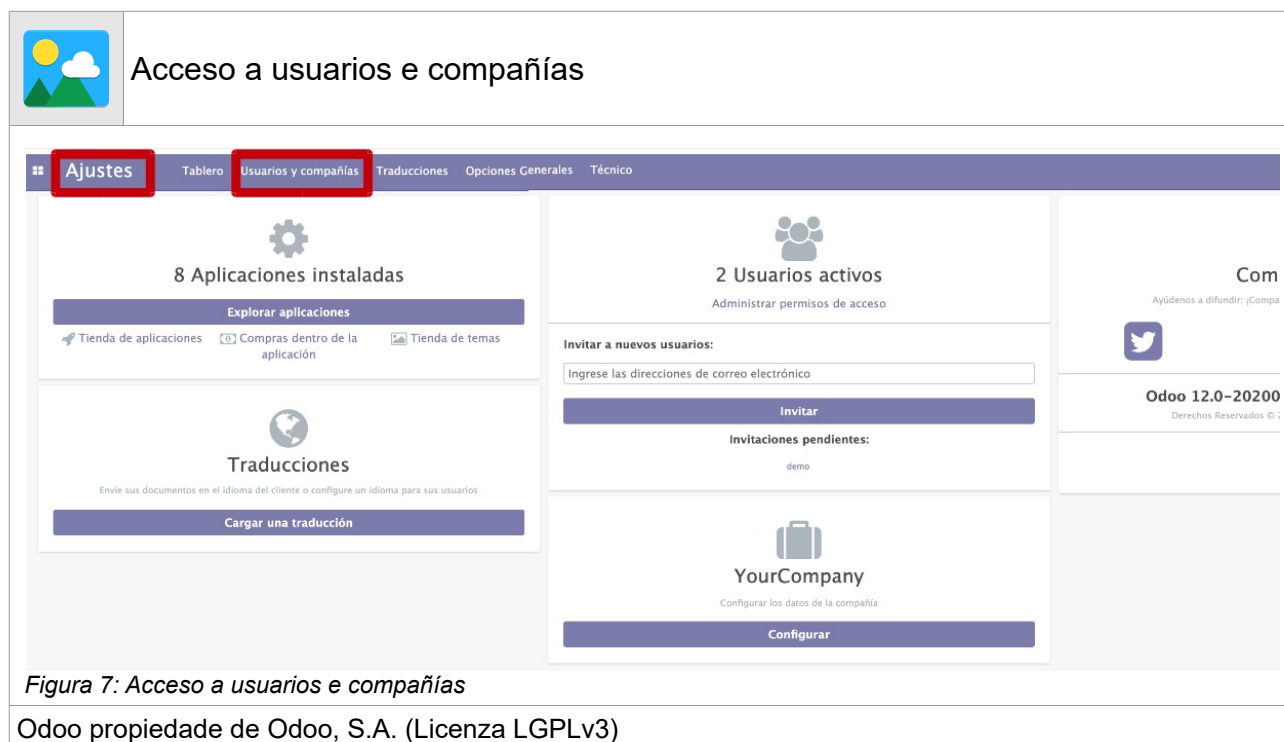 Acceso a usuarios e compañías
Ajustes Tablero Usuarios y compañías Traducciones Opciones Generales Técnico
8 Aplicaciones instaladas
Explorar aplicaciones
Tienda de aplicaciones Compras dentro de la aplicación Tienda de temas
Traducciones
Envíe sus documentos en el idioma del cliente o configure un idioma para sus usuarios
Cargar una traducción
2 Usuarios activos
Administrar permisos de acceso
Invitar a nuevos usuarios:
Ingrese las direcciones de correo electrónico
Invitar
Invitaciones pendientes:
demo
YourCompany
Configurar los datos de la compañía
Configurar
Com
Ayúdenos a difundir: ¡Compa
Odoo 12.0-20200
Derechos Reservados © 2
Figura 7: Acceso a usuarios e compañías
Odoo propiedade de Odoo, S.A. (Licenza LGPLv3)